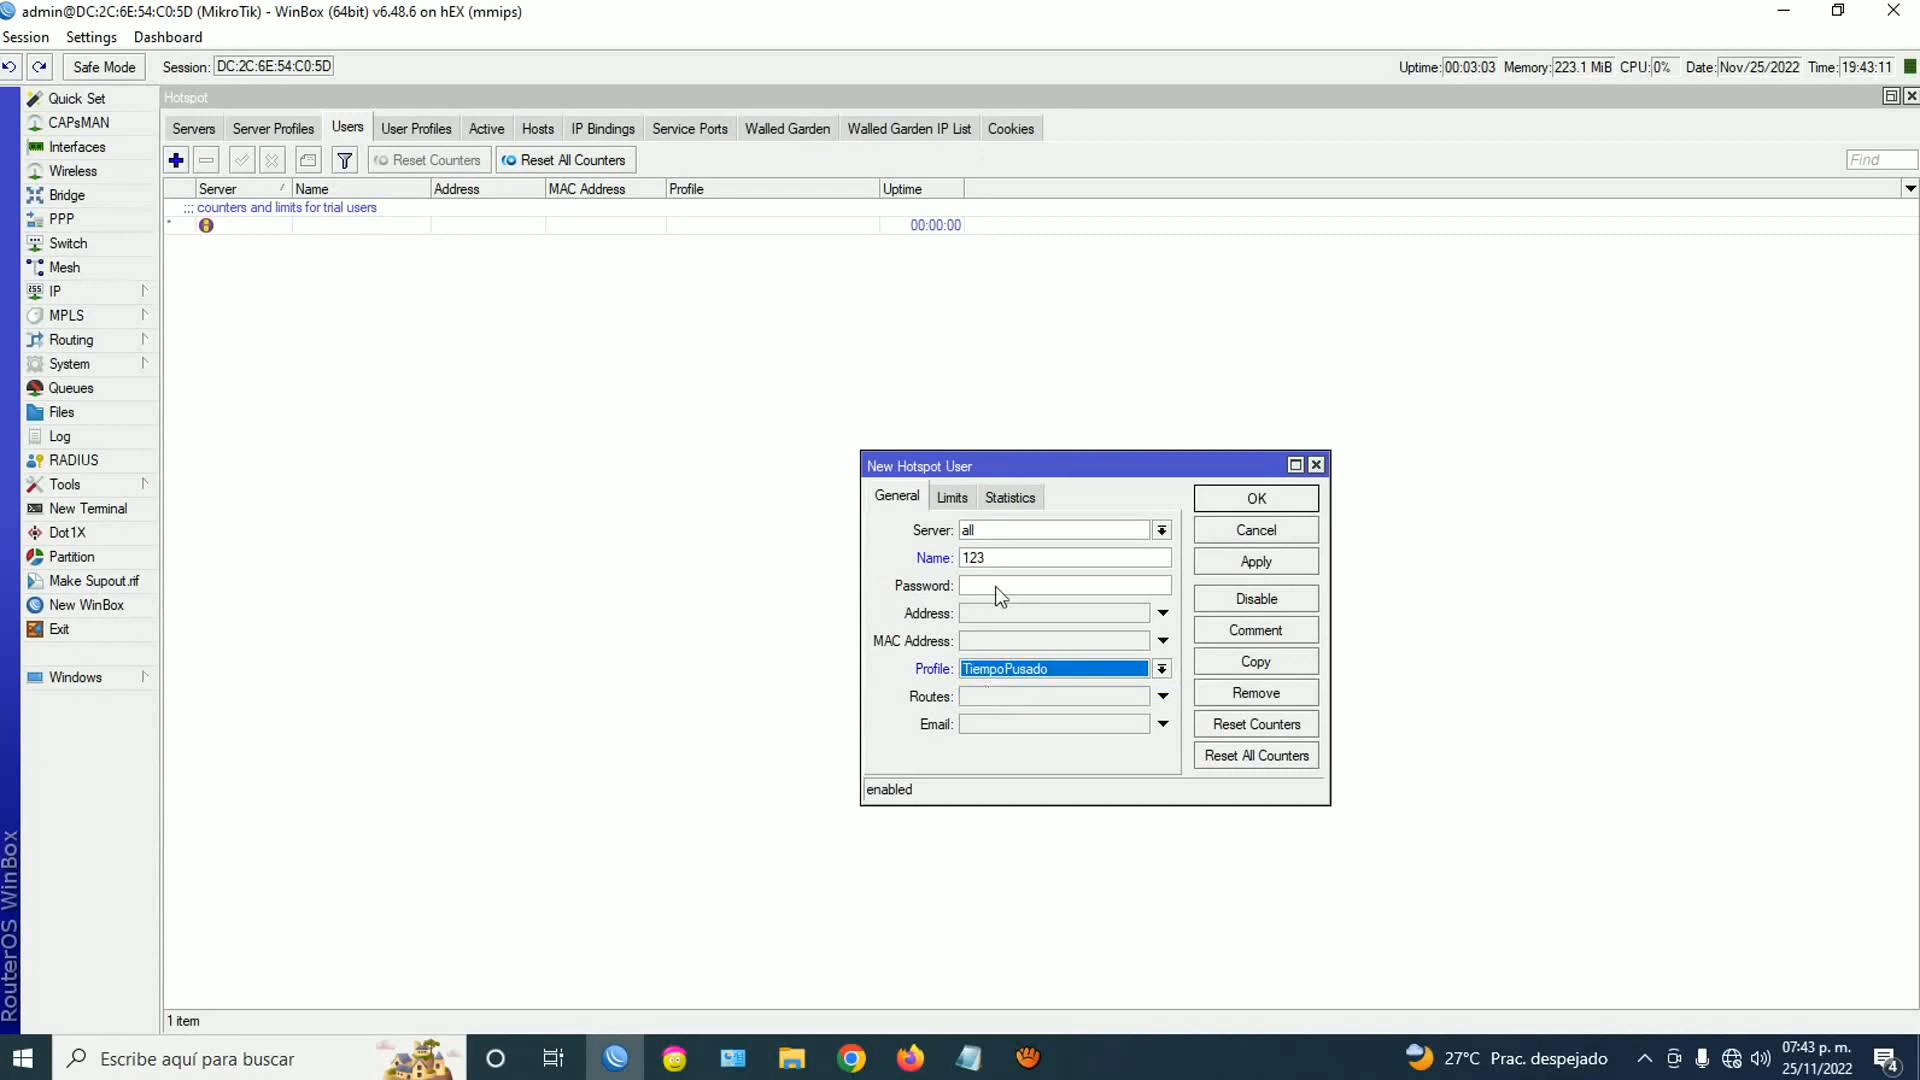 admin@DC:2C:6E:54:C0:5D (MikroTik) - WinBox (64bit) v6.48.6 on hEX (mmips)
Session Settings Dashboard
Safe Mode Session: DC:2C:6E:54:C0:5D Uptime: 00:03:03 Memory: 223.1 MiB CPU: 0% Date: Nov/25/2022 Time: 19:43:11
Quick Set
CAPsMAN
Interfaces
Wireless
Bridge
PPP
Switch
Mesh
IP
MPLS
Routing
System
Queues
Files
Log
RADIUS
Tools
New Terminal
Dot1X
Partition
Make Supout.rif
New WinBox
Exit
Windows
RouterOS WinBox
Hotspot
Servers Server Profiles Users User Profiles Active Hosts IP Bindings Service Ports Walled Garden Walled Garden IP List Cookies
Reset Counters Reset All Counters Find
Server / Name Address MAC Address Profile Uptime
;;; counters and limits for trial users
* 00:00:00
New Hotspot User
General Limits Statistics
Server: all
Name: 123
Password:
Address:
MAC Address:
Profile: TiempoPusado
Routes:
Email:
OK
Cancel
Apply
Disable
Comment
Copy
Remove
Reset Counters
Reset All Counters
enabled
1 item
Escribe aquí para buscar
27°C Prac. despejado
07:43 p. m.
25/11/2022
4